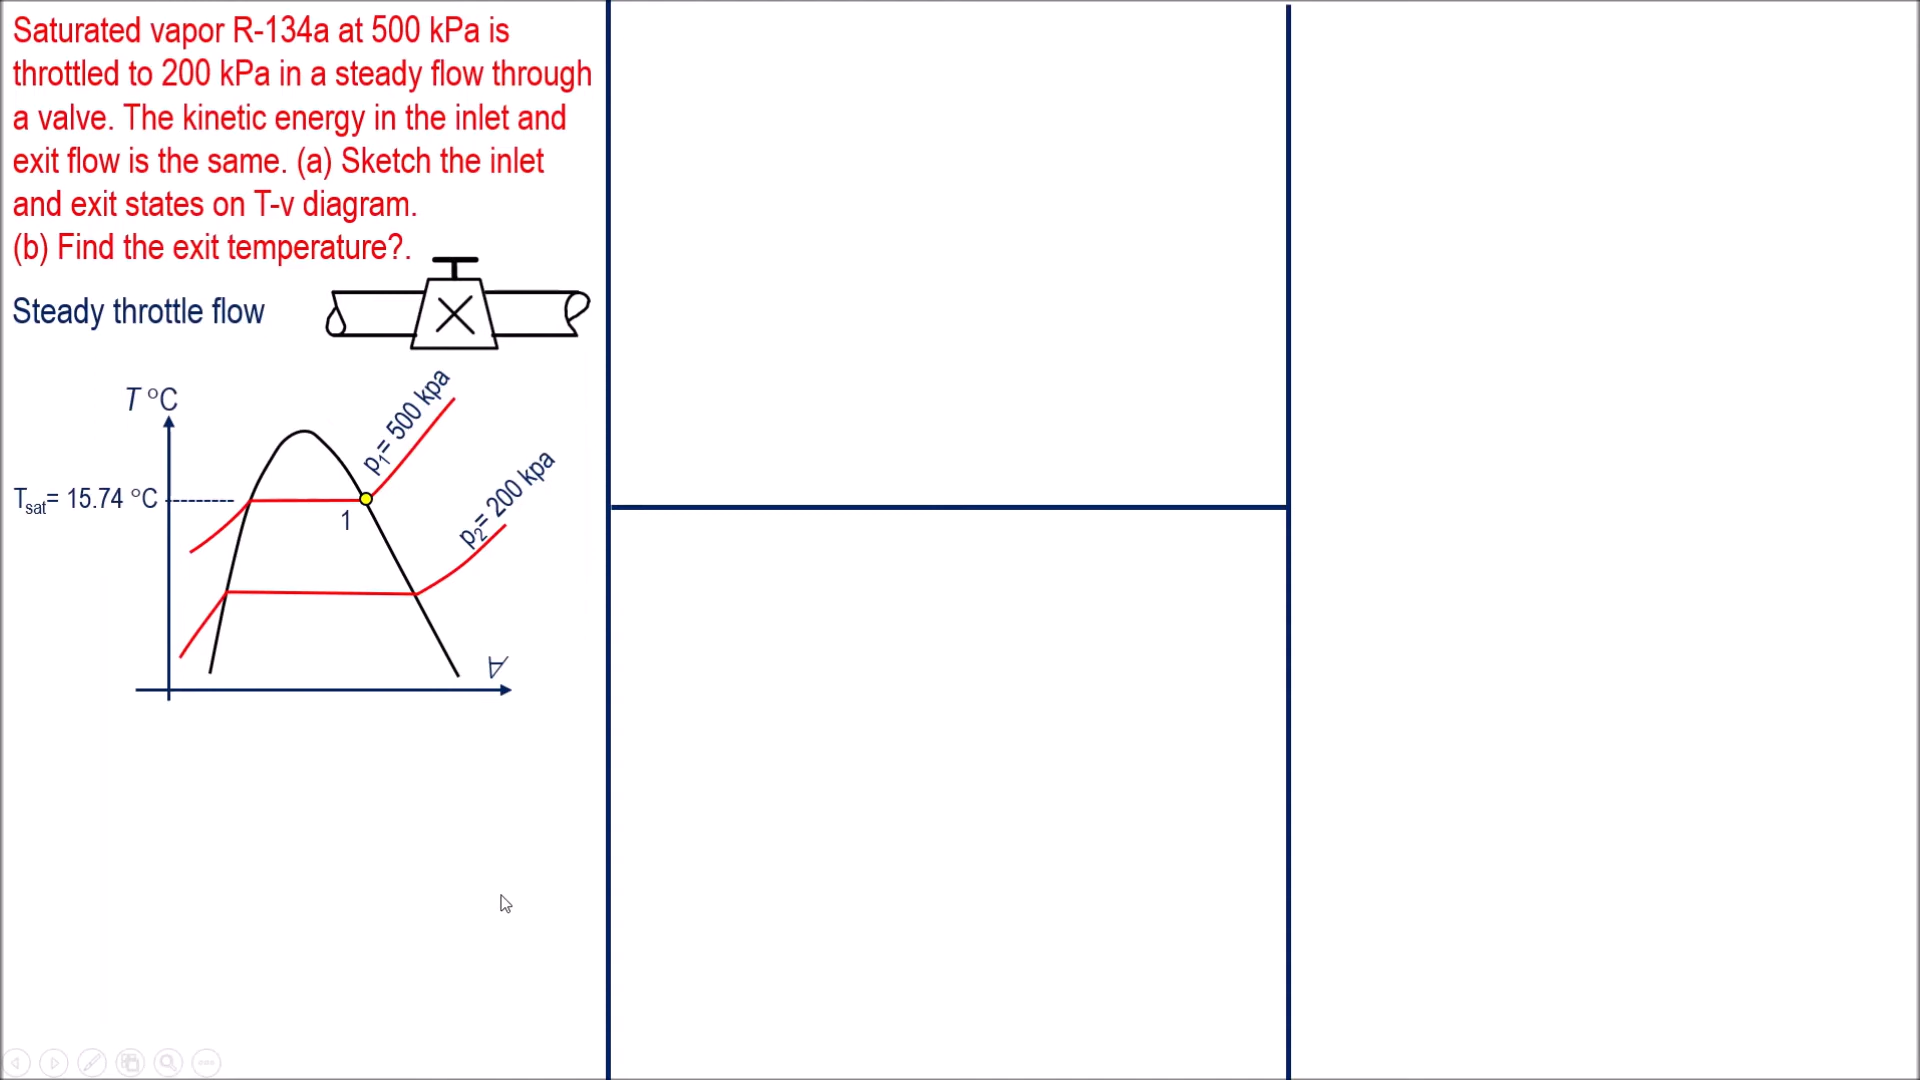 Saturated vapor R-134a at 500 kPa is
throttled to 200 kPa in a steady flow through
a valve. The kinetic energy in the inlet and
exit flow is the same. (a) Sketch the inlet
and exit states on T-v diagram.
(b) Find the exit temperature?.
Steady throttle flow
T °C
p₁= 500 kpa
p₂= 200 kpa
Tsat= 15.74 °C
1
V